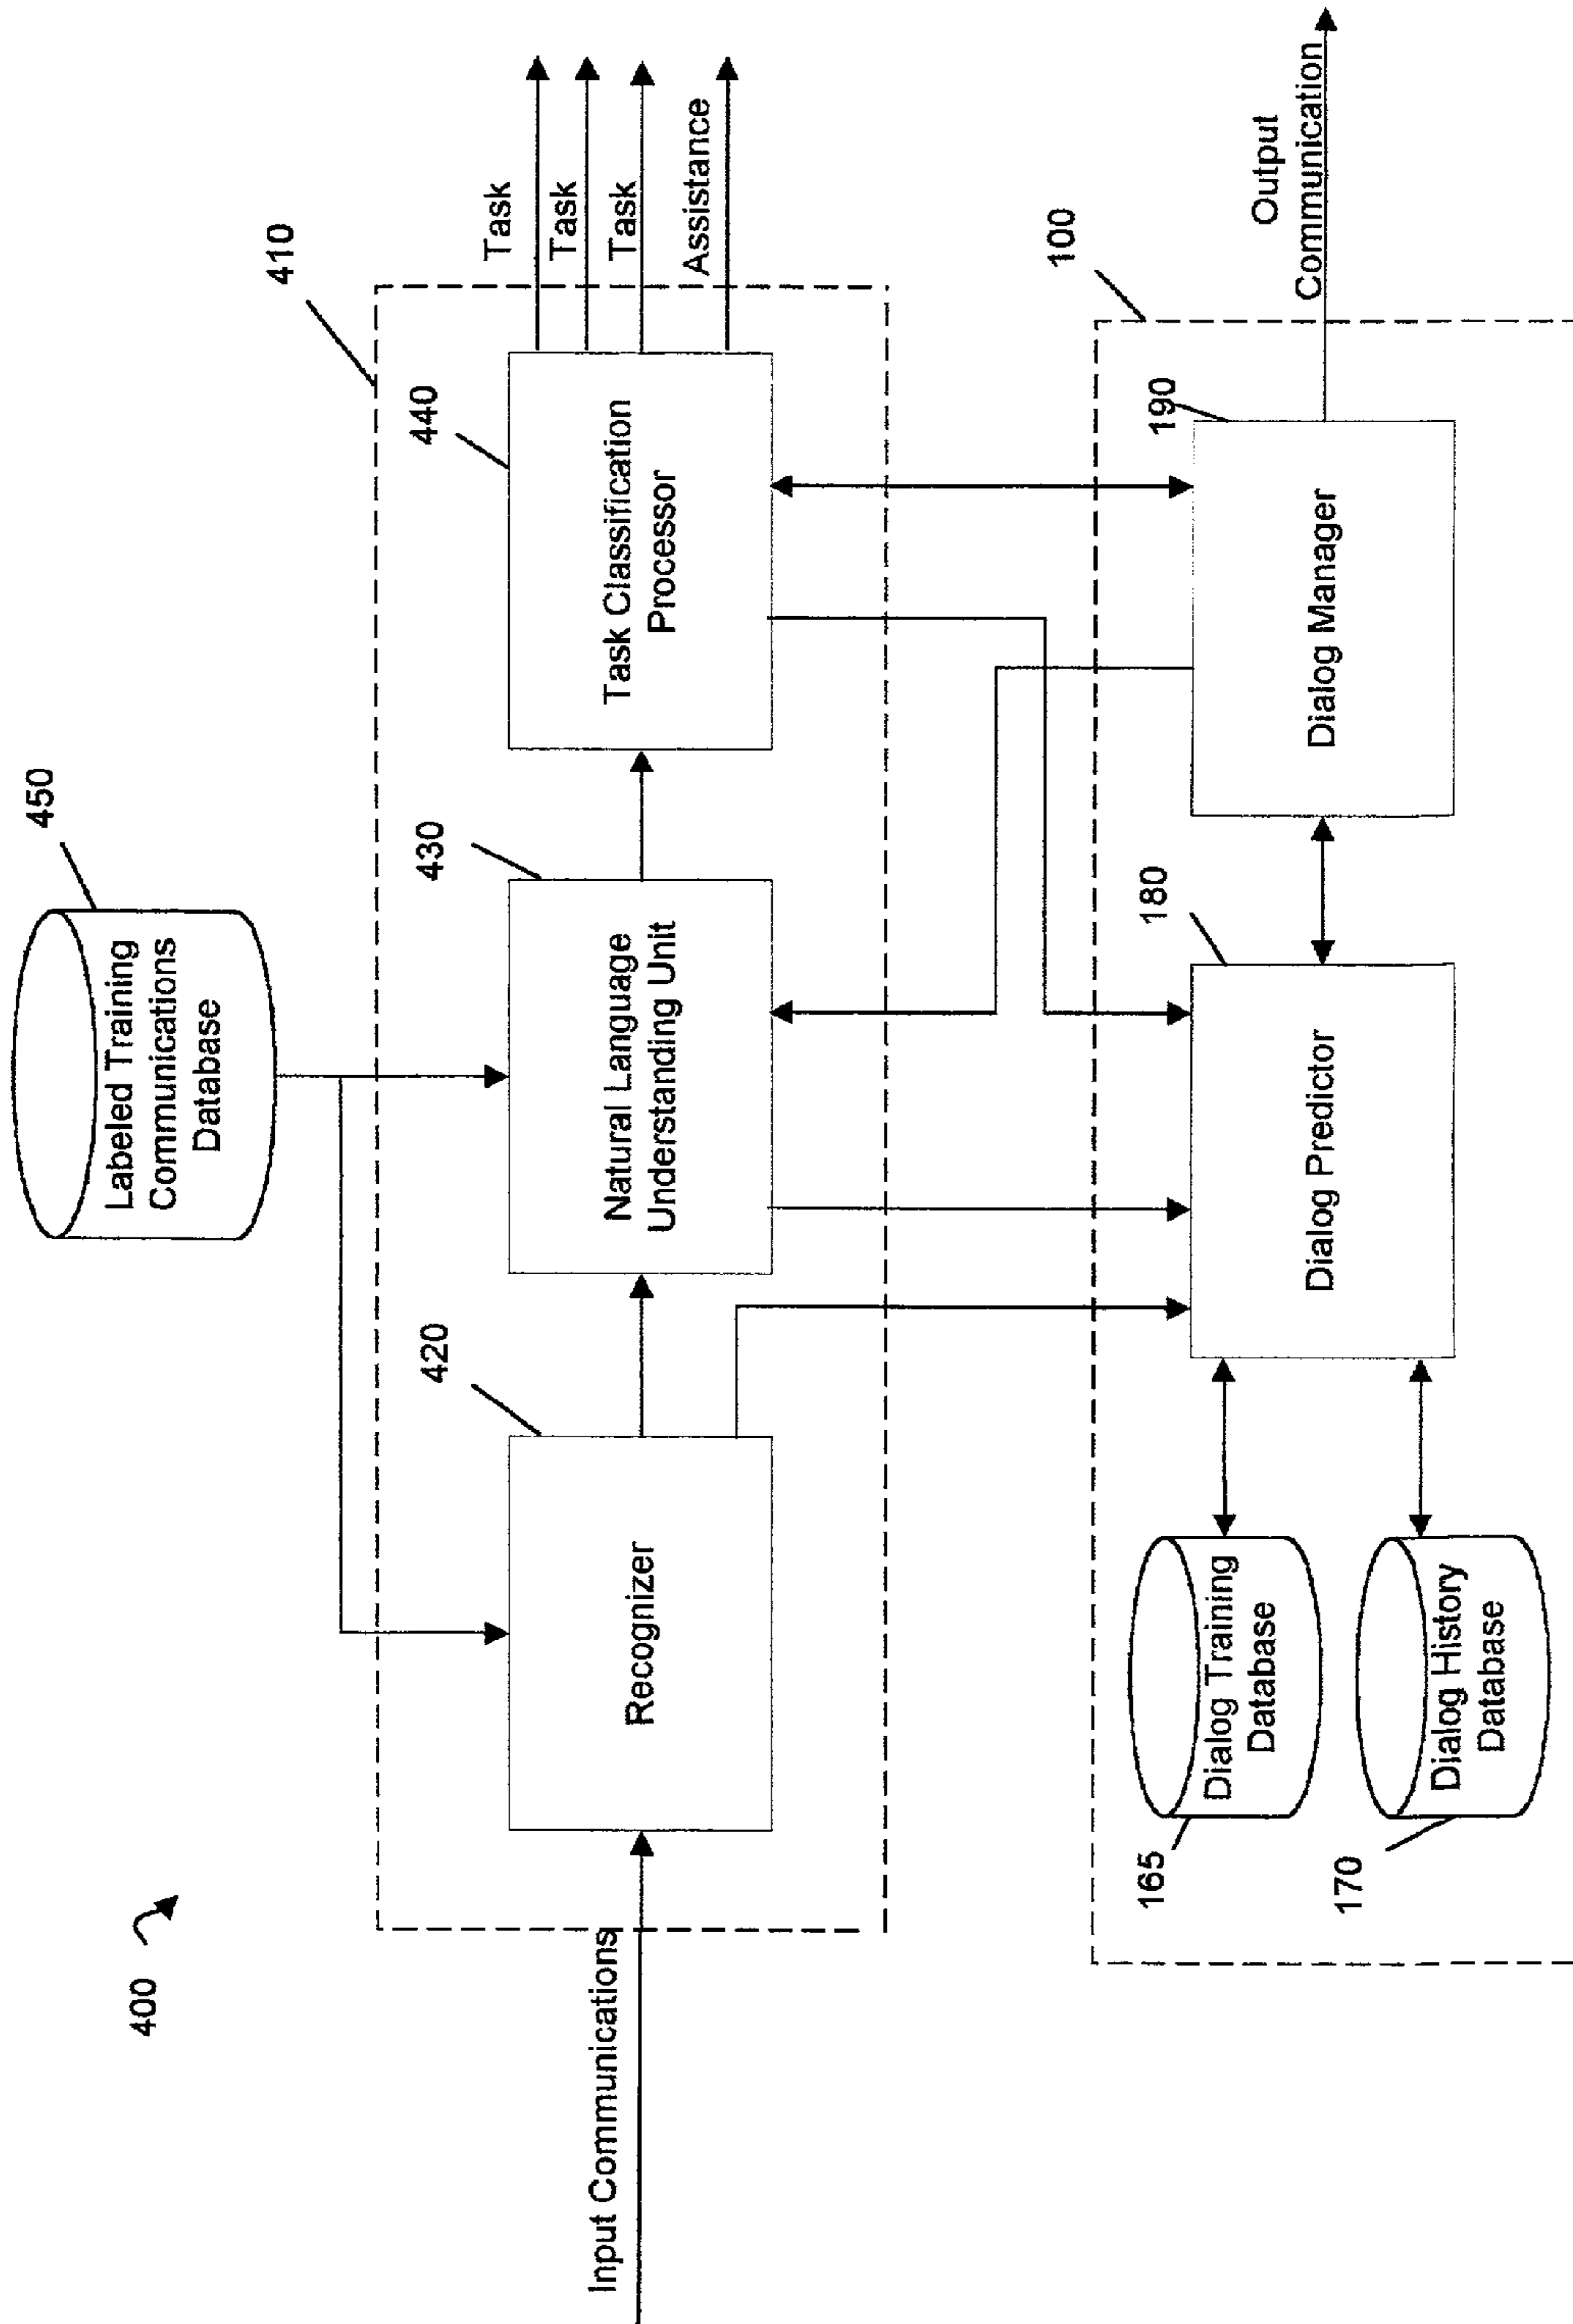 400
450
Labeled Training
Communications
Database
410
420
430
440
Input Communications
Recognizer
Natural Language
Understanding Unit
Task Classification
Processor
Task
Task
Task
Assistance
100
165
170
180
190
Dialog Training
Database
Dialog History
Database
Dialog Predictor
Dialog Manager
Output
Communication